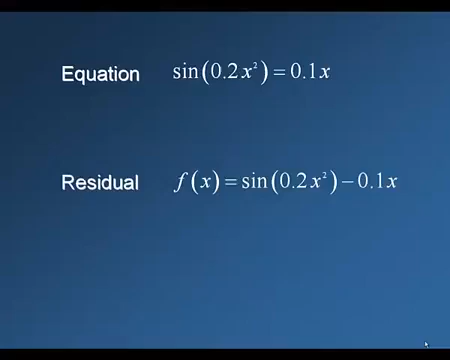 Equation sin(0.2x²) = 0.1x
Residual f(x) = sin(0.2x²) − 0.1x